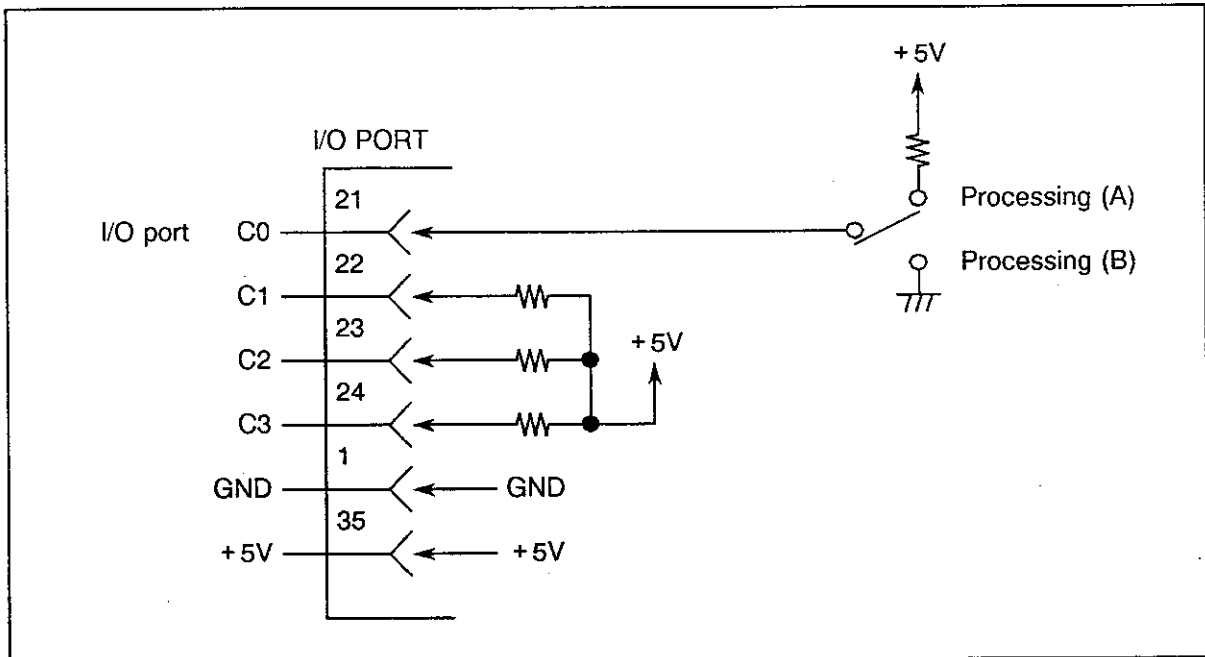 +5V
I/O PORT
21
Processing (A)
I/O port C0
22
Processing (B)
C1
23
+5V
C2
24
C3
1
GND GND
35
+5V +5V